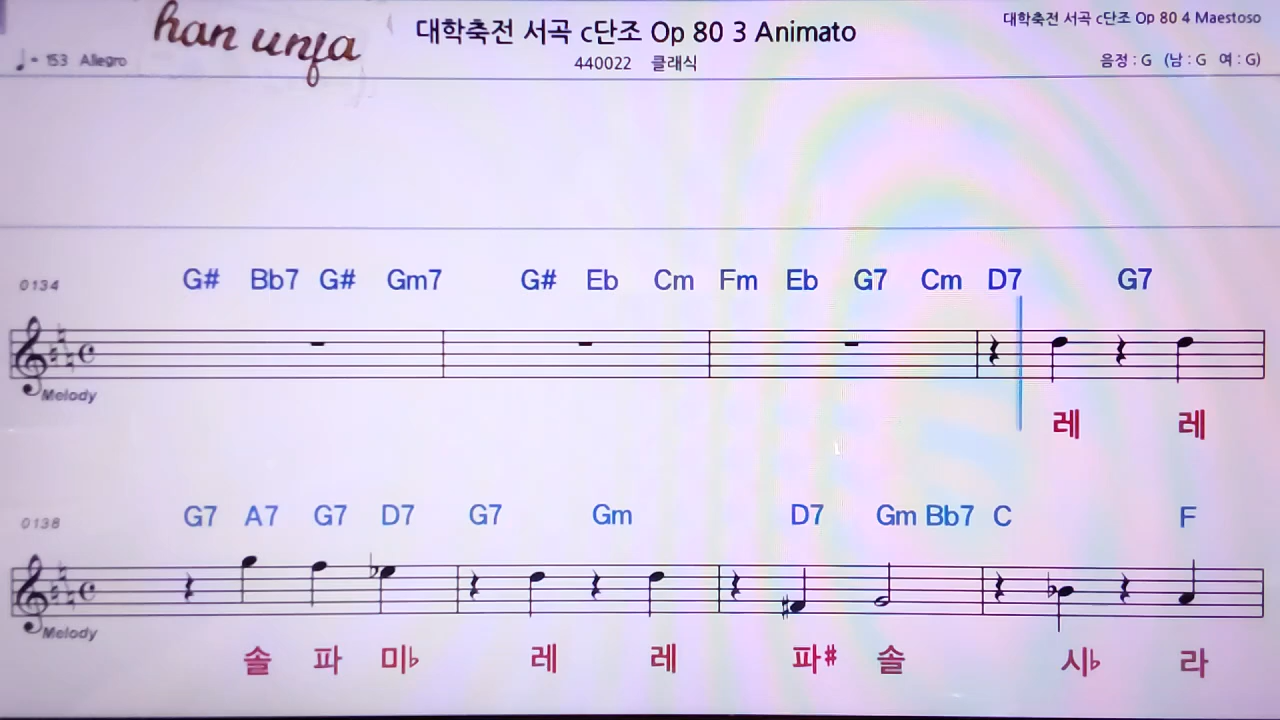 han unfa
대학축전 서곡 c단조 Op 80 3 Animato
대학축전 서곡 c단조 Op 80 4 Maestoso
♩= 153 Allegro
440022 클래식
음정 : G (남 : G 여 : G)
0134
G# Bb7 G# Gm7 G# Eb Cm Fm Eb G7 Cm D7 G7
Melody
레 레
0138
G7 A7 G7 D7 G7 Gm D7 Gm Bb7 C F
Melody
솔 파 미♭ 레 레 파# 솔 시♭ 라